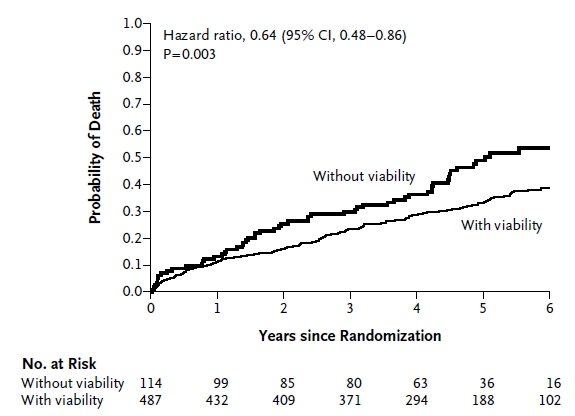 Hazard ratio, 0.64 (95% CI, 0.48–0.86)
P=0.003
Probability of Death
1.0
0.9
0.8
0.7
0.6
0.5
0.4
0.3
0.2
0.1
0.0
Without viability
With viability
0 1 2 3 4 5 6
Years since Randomization
No. at Risk
Without viability 114 99 85 80 63 36 16
With viability 487 432 409 371 294 188 102